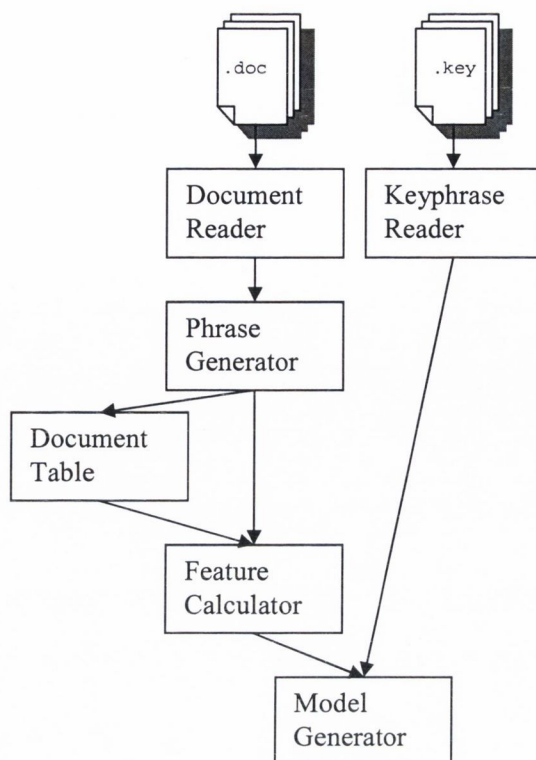 .doc
.key
Document
Reader
Keyphrase
Reader
Phrase
Generator
Document
Table
Feature
Calculator
Model
Generator